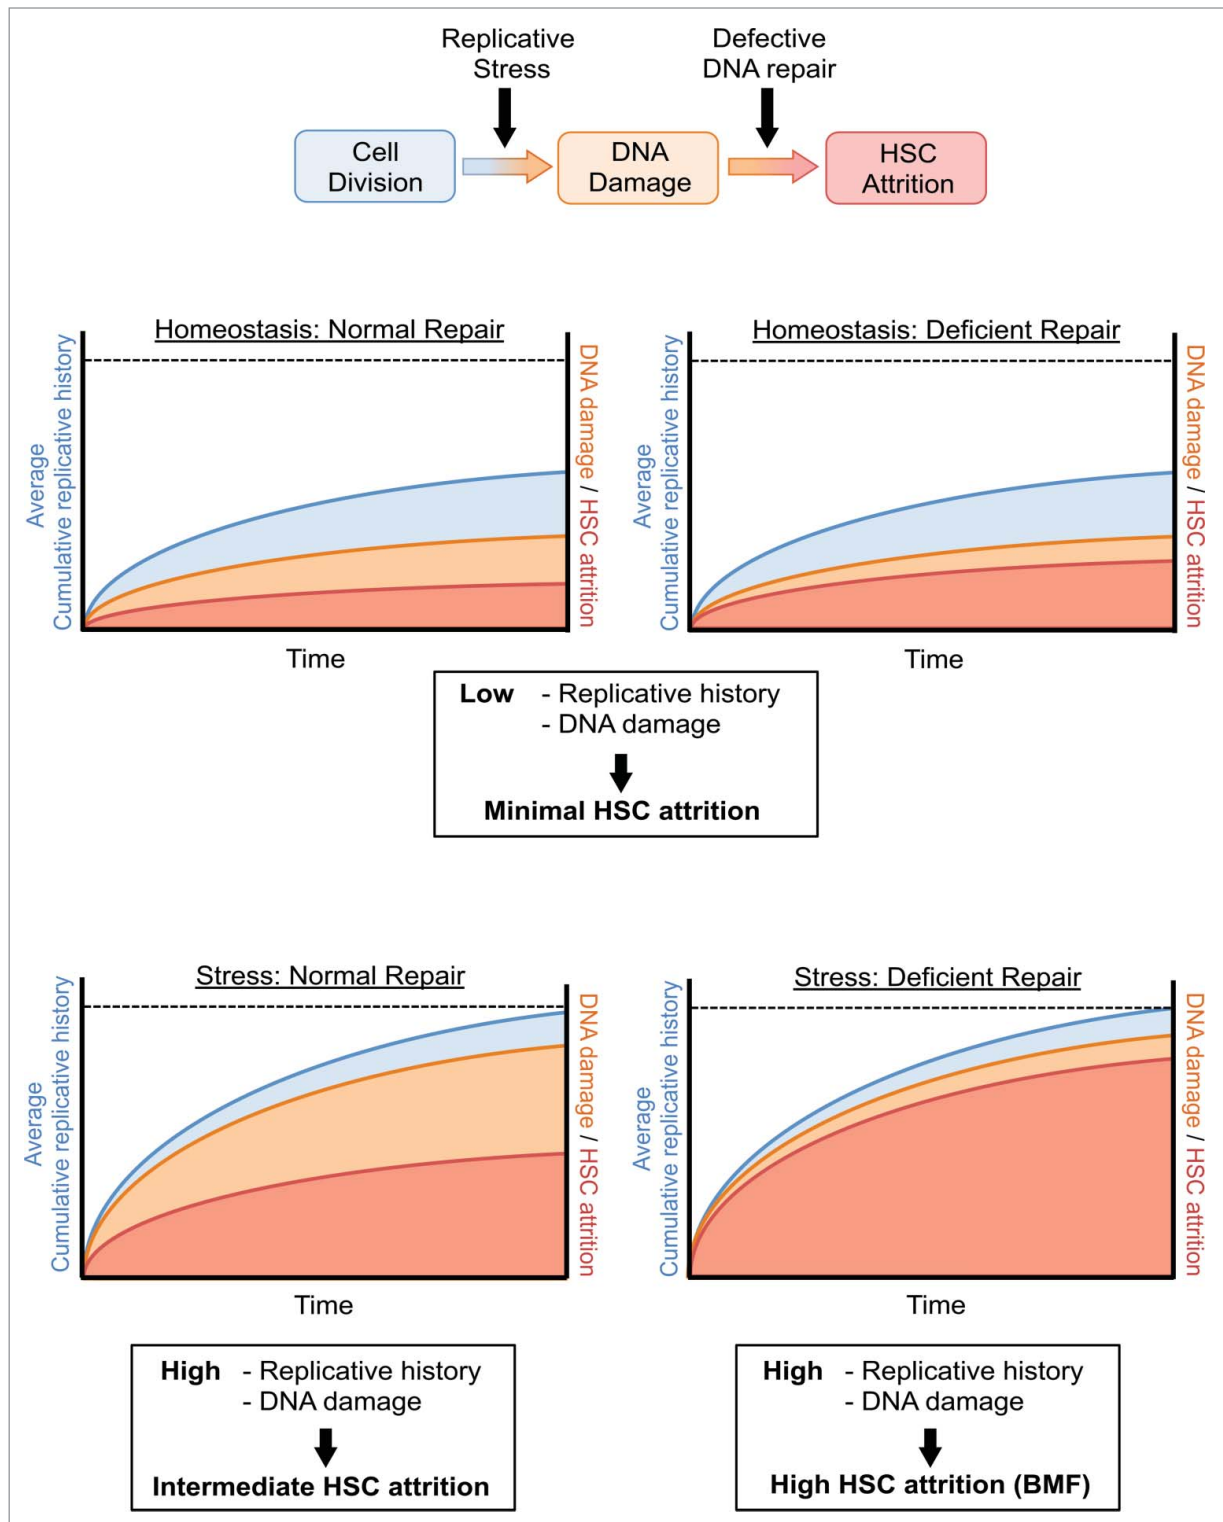 Replicative
Stress
Defective
DNA repair
Cell
Division
DNA
Damage
HSC
Attrition
Homeostasis: Normal Repair
Average
Cumulative replicative history
DNA damage / HSC attrition
Time
Homeostasis: Deficient Repair
Average
Cumulative replicative history
DNA damage / HSC attrition
Time
Low - Replicative history
- DNA damage
Minimal HSC attrition
Stress: Normal Repair
Average
Cumulative replicative history
DNA damage / HSC attrition
Time
Stress: Deficient Repair
Average
Cumulative replicative history
DNA damage / HSC attrition
Time
High - Replicative history
- DNA damage
Intermediate HSC attrition
High - Replicative history
- DNA damage
High HSC attrition (BMF)